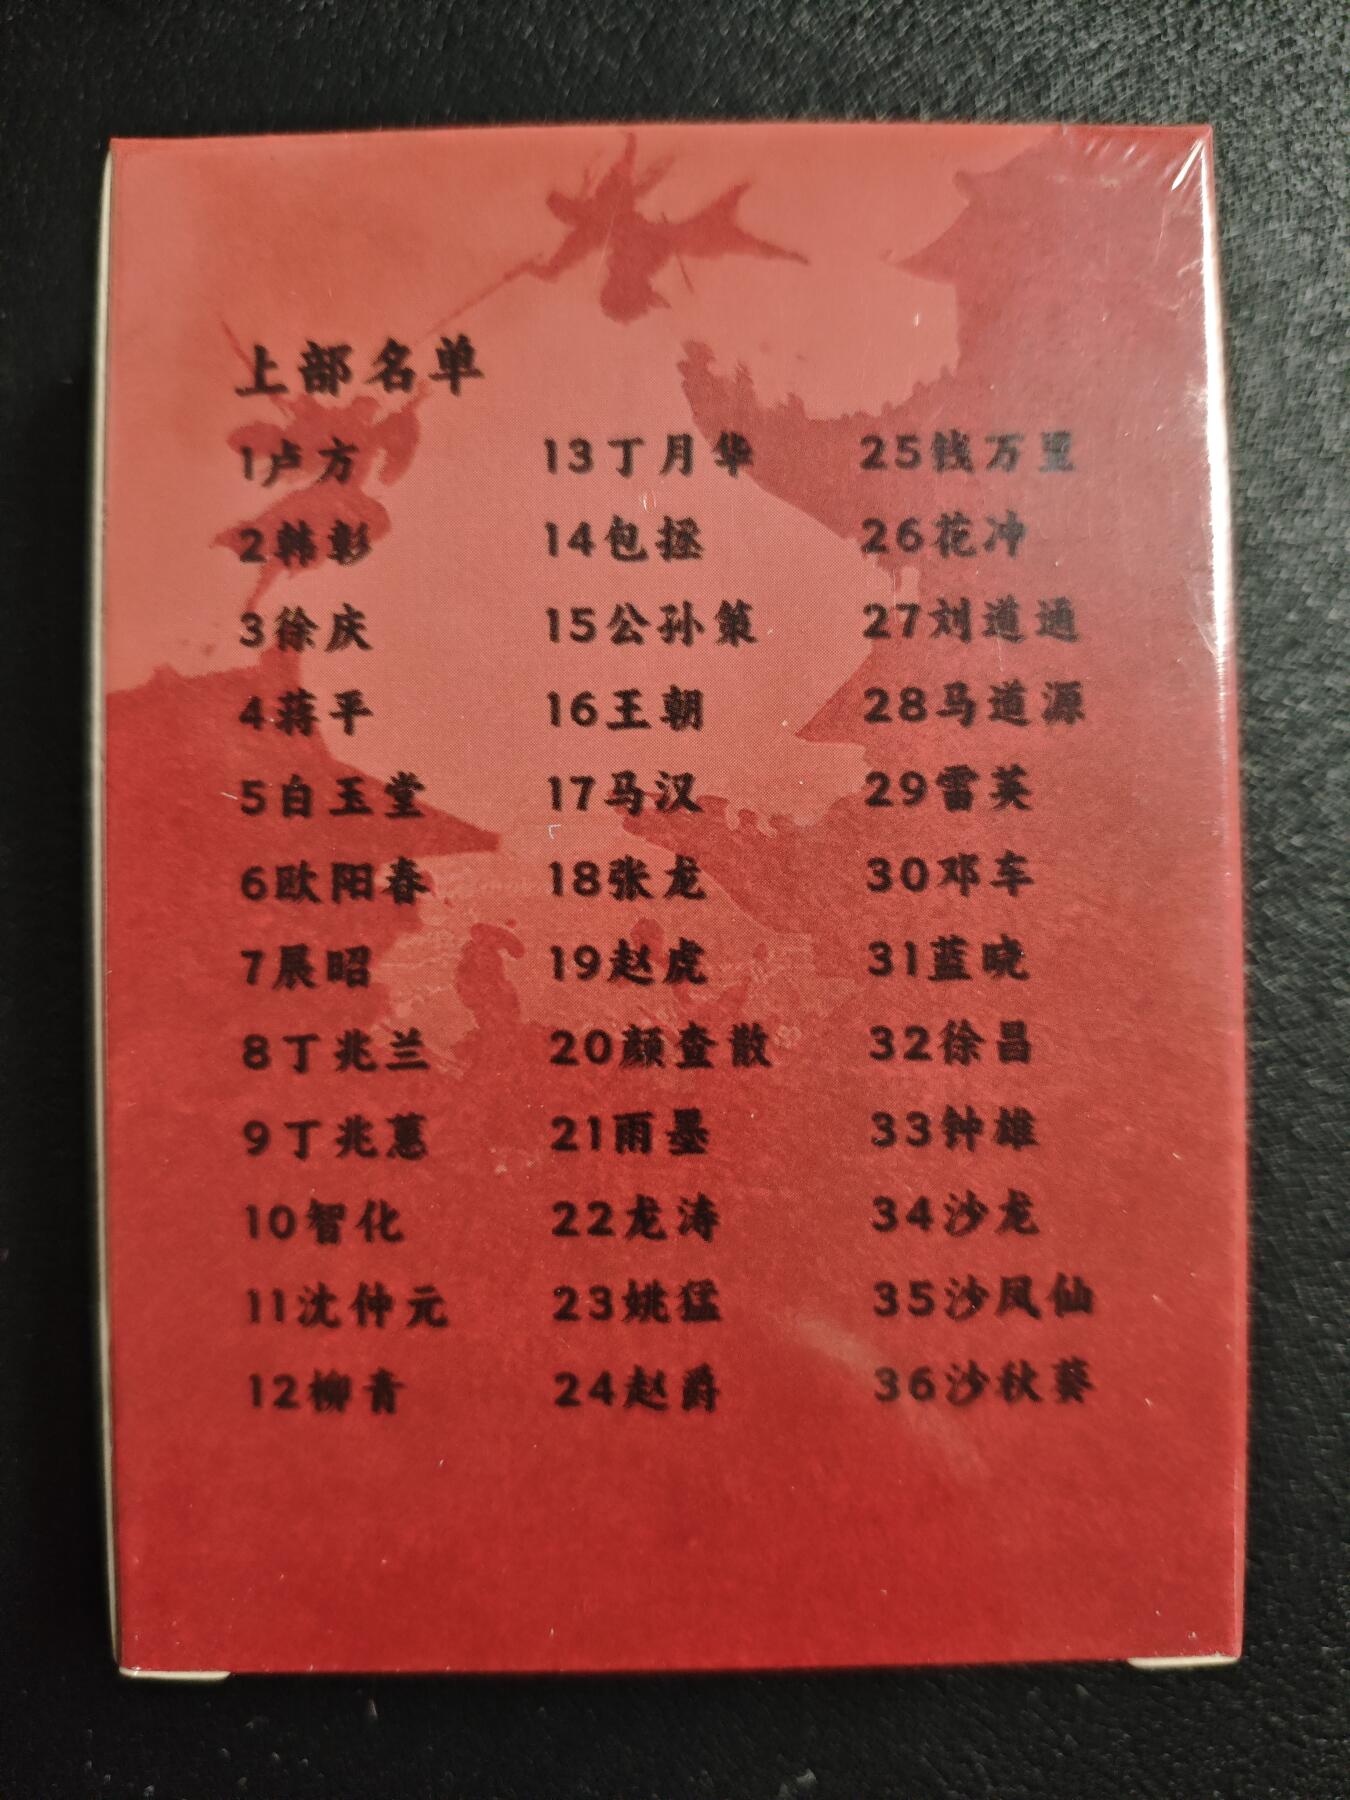 上部名单
1卢方
2韩彰
3徐庆
4蒋平
5白玉堂
6欧阳春
7展昭
8丁兆兰
9丁兆蕙
10智化
11沈仲元
12柳青
13丁月华
14包拯
15公孙策
16王朝
17马汉
18张龙
19赵虎
20颜查散
21雨墨
22龙涛
23姚猛
24赵爵
25钱万里
26花冲
27刘道通
28马道源
29雷英
30邓车
31蓝晓
32徐昌
33钟雄
34沙龙
35沙凤仙
36沙秋葵